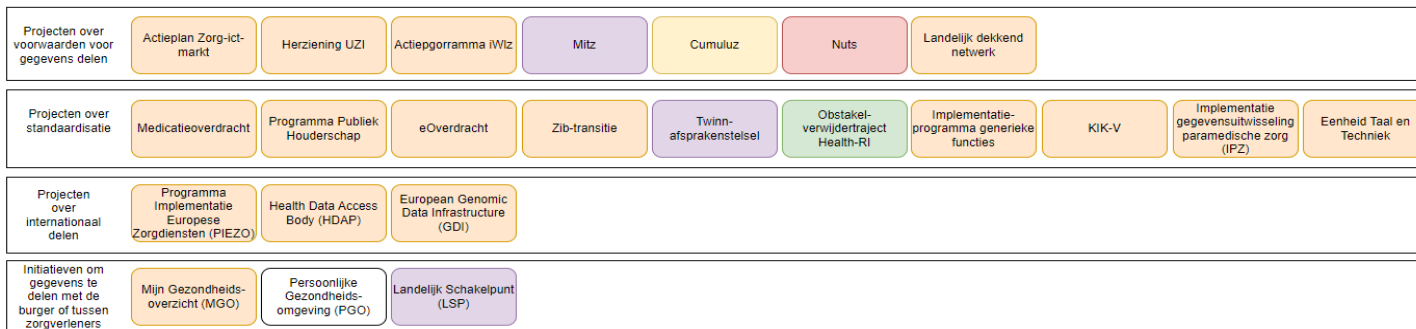 Projecten over
voorwaarden voor
gegevens delen
Actieplan Zorg-ict-
markt
Herziening UZI
Actiepgorramma iWlz
Mitz
Cumuluz
Nuts
Landelijk dekkend
netwerk
Projecten over
standaardisatie
Medicatieoverdracht
Programma Publiek
Houderschap
eOverdracht
Zib-transitie
Twinn-
afsprakenstelsel
Obstakel-
verwijdertraject
Health-RI
Implementatie-
programma generieke
functies
KIK-V
Implementatie
gegevensuitwisseling
paramedische zorg
(IPZ)
Eenheid Taal en
Techniek
Projecten
over
internationaal
delen
Programma
Implementatie
Europese
Zorgdiensten (PIEZO)
Health Data Access
Body (HDAP)
European Genomic
Data Infrastructure
(GDI)
Initiatieven om
gegevens te
delen met de
burger of tussen
zorgverleners
Mijn Gezondheids-
overzicht (MGO)
Persoonlijke
Gezondheids-
omgeving (PGO)
Landelijk Schakelpunt
(LSP)